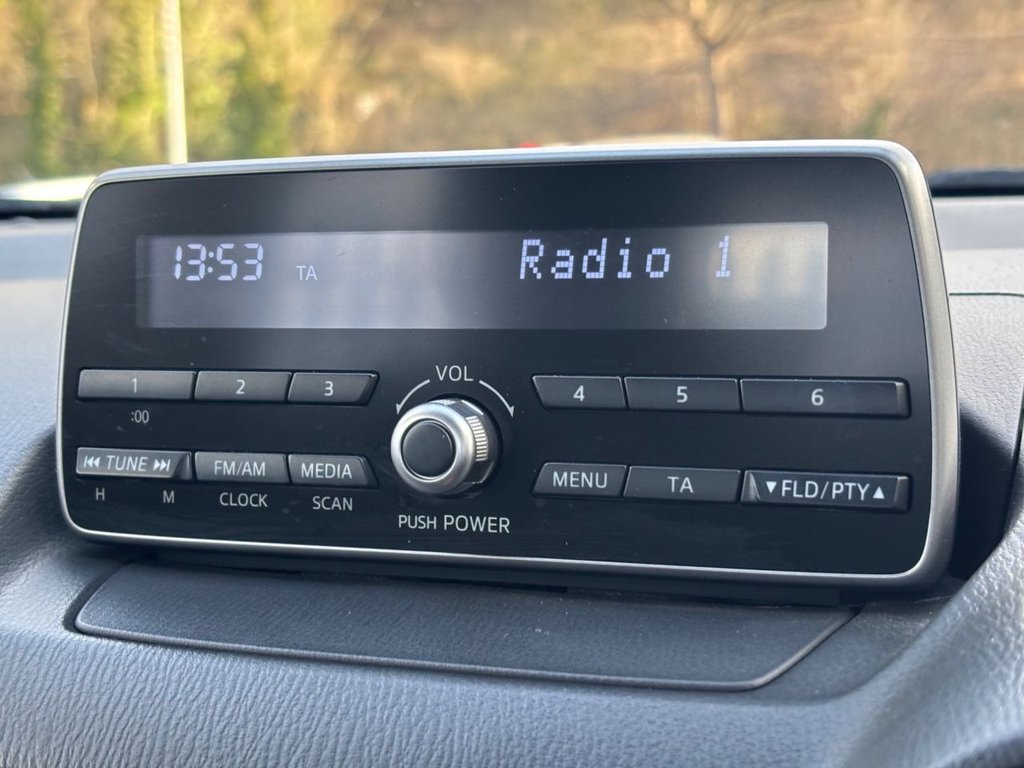 13:53 TA Radio 1
VOL
1 2 3 4 5 6
:00
⏮ TUNE ⏭ FM/AM MEDIA MENU TA ▼FLD/PTY▲
H M CLOCK SCAN
PUSH POWER